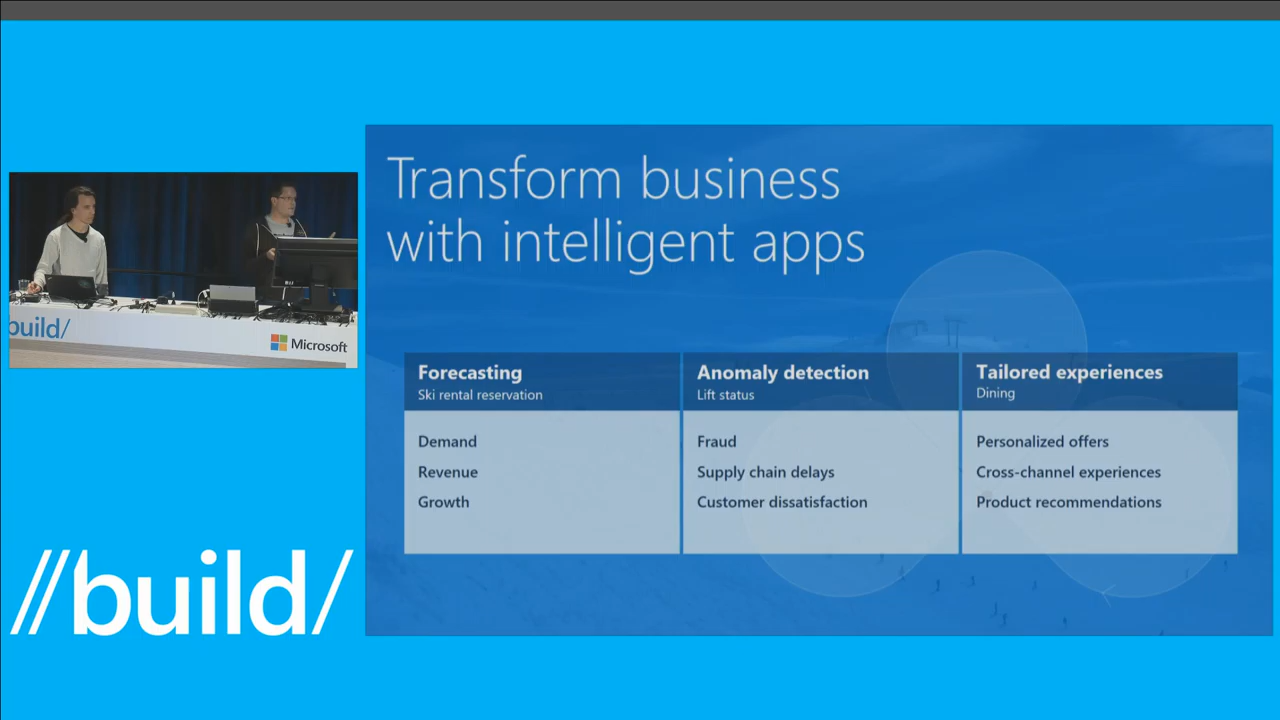 Transform business
with intelligent apps
Forecasting
Ski rental reservation
Demand
Revenue
Growth
Anomaly detection
Lift status
Fraud
Supply chain delays
Customer dissatisfaction
Tailored experiences
Dining
Personalized offers
Cross-channel experiences
Product recommendations
build/
Microsoft
//build/